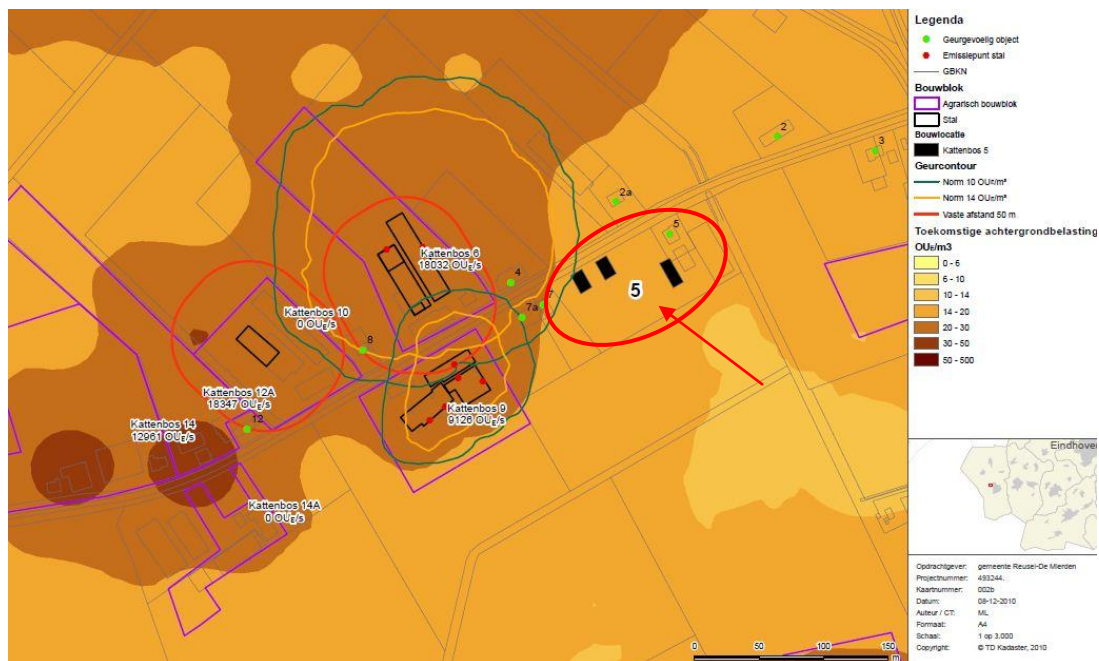 2
3
2a
5
Kattenbos 6
18032 OUE/s
4
5
7
7a
Kattenbos 10
0 OUE/s
8
Kattenbos 12A
18347 OUE/s
Kattenbos 9
9126 OUE/s
Kattenbos 14
12961 OUE/s
12
Kattenbos 14A
0 OUE/s
0 50 100 150
m
Legenda
Geurgevoelig object
Emissiepunt stal
GBKN
Bouwblok
Agrarisch bouwblok
Stal
Bouwlocatie
Kattenbos 5
Geurcontour
Norm 10 OUE/m³
Norm 14 OUE/m³
Vaste afstand 50 m
Toekomstige achtergrondbelasting
OUE/m3
0 - 6
6 - 10
10 - 14
14 - 20
20 - 30
30 - 50
50 - 500
Eindhoven
Opdrachtgever: gemeente Reusel-De Mierden
Projectnummer: 493244.
Kaartnummer: 002b
Datum: 08-12-2010
Auteur / CT: ML
Formaat: A4
Schaal: 1 op 3.000
Copyright: © TD Kadaster, 2010